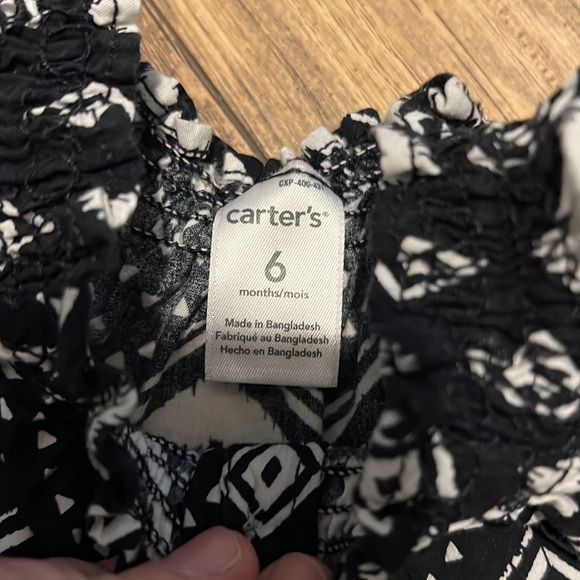 carter's®
6
months/mois
Made in Bangladesh
Fabriqué au Bangladesh
Hecho en Bangladesh